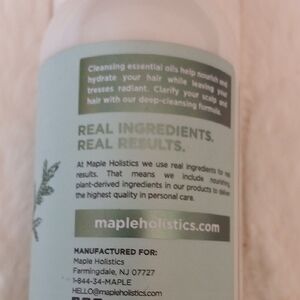 Cleansing essential oils help nourish and
hydrate your hair while leaving your
tresses radiant. Clarify your scalp and
hair with our deep-cleansing formula.
REAL INGREDIENTS.
REAL RESULTS.
At Maple Holistics we use real ingredients to
results. That means we include nourishing
plant-derived ingredients in our products to deliver
the highest quality in personal care.
mapleholistics.com
MANUFACTURED FOR:
Maple Holistics
Farmingdale, NJ 07727
1-844-34-MAPLE
HELLO@mapleholistics.com